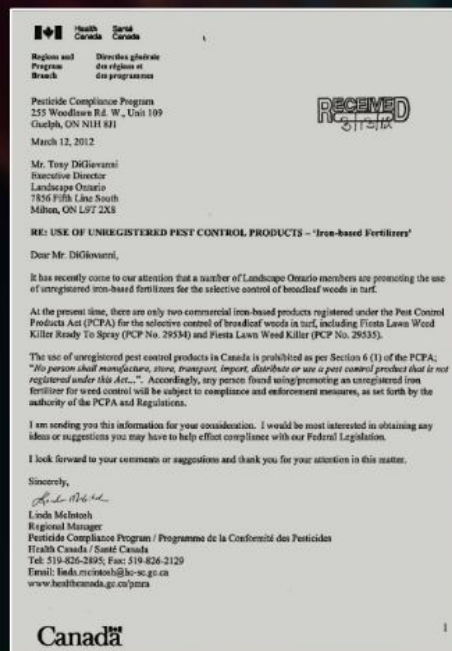 Health Canada
Santé Canada
Regions and Program Branch
Direction générale des régions et des programmes
Pesticide Compliance Program
255 Woodlawn Rd. W., Unit 109
Guelph, ON N1H 8J1
RECEIVED
3/13/12
March 12, 2012
Mr. Tony DiGiovanni
Executive Director
Landscape Ontario
7856 Fifth Line South
Milton, ON L9T 2X8
RE: USE OF UNREGISTERED PEST CONTROL PRODUCTS – 'Iron-based Fertilizers'
Dear Mr. DiGiovanni,
It has recently come to our attention that a number of Landscape Ontario members are promoting the use
of unregistered iron-based fertilizers for the selective control of broadleaf weeds in turf.
At the present time, there are only two commercial iron-based products registered under the Pest Control
Products Act (PCPA) for the selective control of broadleaf weeds in turf, including Fiesta Lawn Weed
Killer Ready To Spray (PCP No. 29534) and Fiesta Lawn Weed Killer (PCP No. 29535).
The use of unregistered pest control products in Canada is prohibited as per Section 6 (1) of the PCPA;
"No person shall manufacture, store, transport, import, distribute or use a pest control product that is not
registered under this Act...". Accordingly, any person found using/promoting an unregistered iron
fertilizer for weed control will be subject to compliance and enforcement measures, as set forth by the
authority of the PCPA and Regulations.
I am sending you this information for your consideration. I would be most interested in obtaining any
ideas or suggestions you may have to help effect compliance with our Federal Legislation.
I look forward to your comments or suggestions and thank you for your attention in this matter.
Sincerely,
Linda McIntosh
Regional Manager
Pesticide Compliance Program / Programme de la Conformité des Pesticides
Health Canada / Santé Canada
Tel: 519-826-2895; Fax: 519-826-2129
Email: linda.mcintosh@hc-sc.gc.ca
www.healthcanada.gc.ca/pmra
Canada
1